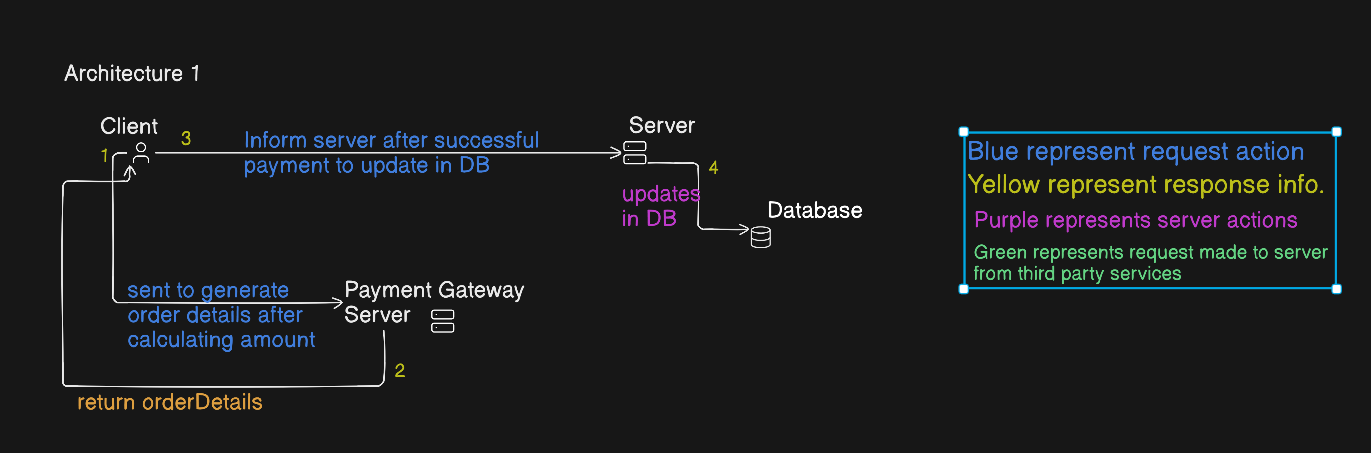 Architecture 1
Client
3
Inform server after successful
payment to update in DB
Server
1
4
updates
in DB
Database
sent to generate
order details after
calculating amount
Payment Gateway
Server
2
return orderDetails
Blue represent request action
Yellow represent response info.
Purple represents server actions
Green represents request made to server
from third party services